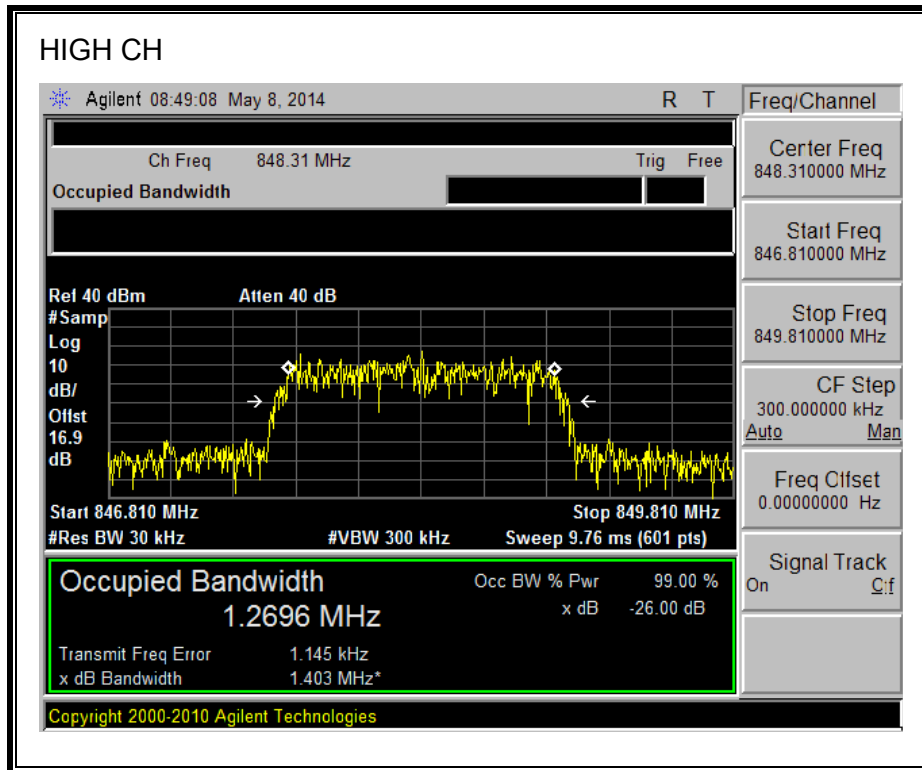 HIGH CH
Agilent 08:49:08 May 8, 2014 R T
Freq/Channel
Ch Freq 848.31 MHz Trig Free
Occupied Bandwidth
Center Freq
848.310000 MHz
Start Freq
846.810000 MHz
Stop Freq
849.810000 MHz
CF Step
300.000000 kHz
Auto Man
Freq Offset
0.00000000 Hz
Signal Track
On Off
Ref 40 dBm Atten 40 dB
#Samp
Log
10
dB/
Offst
16.9
dB
Start 846.810 MHz Stop 849.810 MHz
#Res BW 30 kHz #VBW 300 kHz Sweep 9.76 ms (601 pts)
Occupied Bandwidth Occ BW % Pwr 99.00 %
1.2696 MHz x dB -26.00 dB
Transmit Freq Error 1.145 kHz
x dB Bandwidth 1.403 MHz*
Copyright 2000-2010 Agilent Technologies